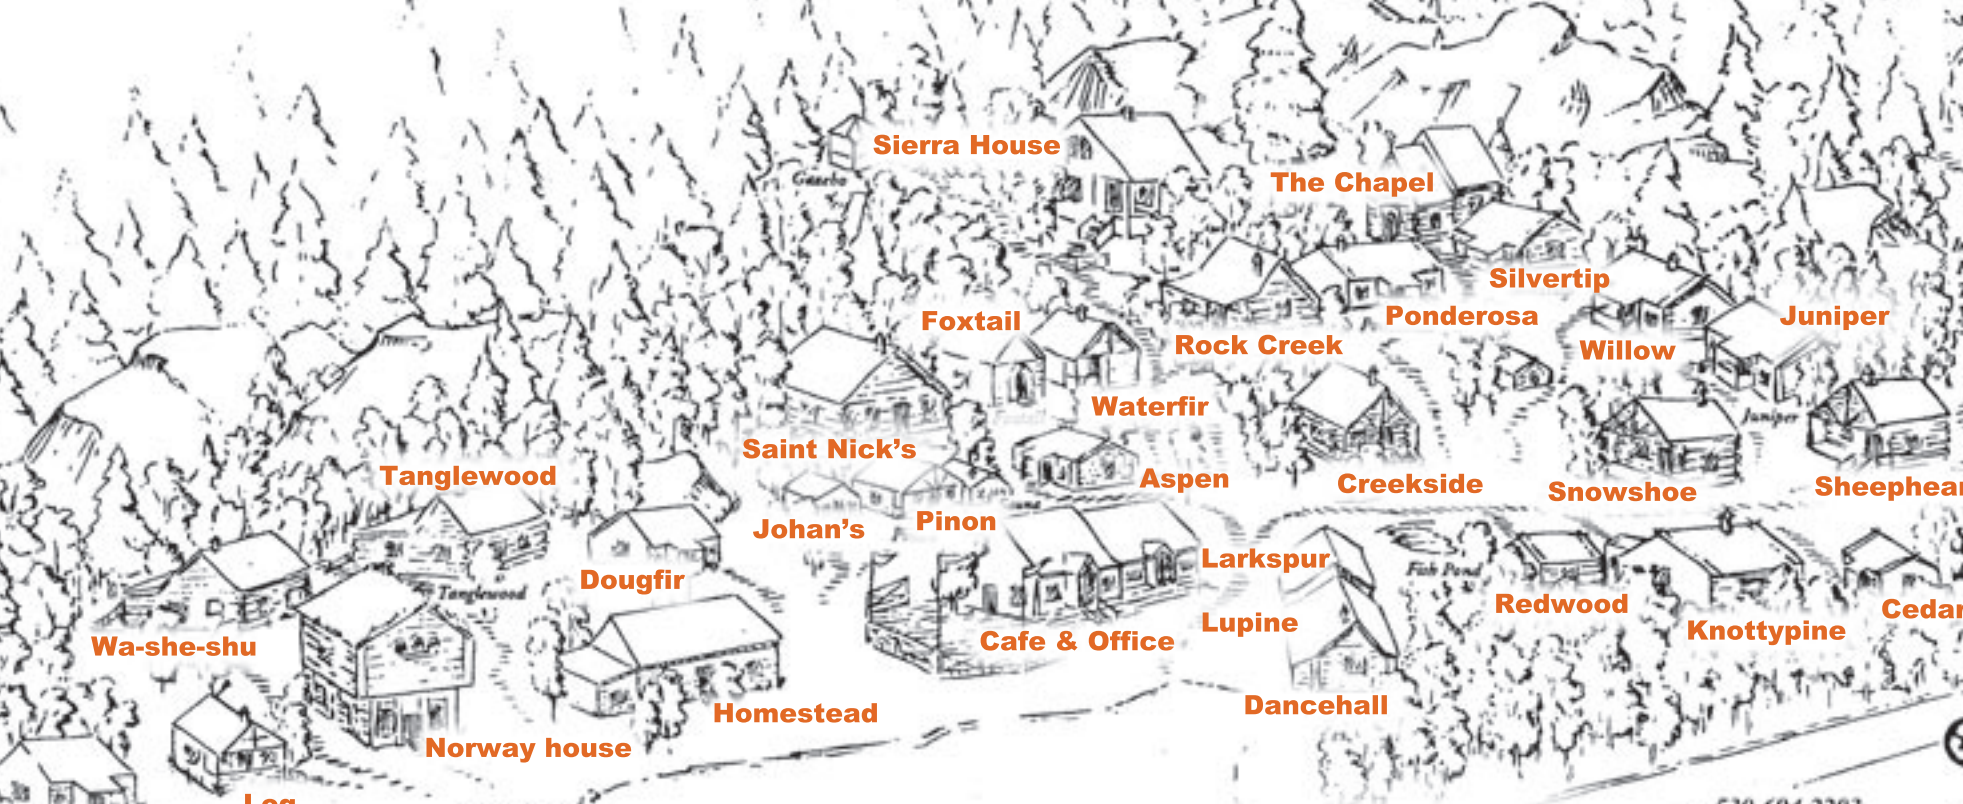 Sierra House
Gazebo
The Chapel
Silvertip
Ponderosa
Juniper
Foxtail
Rock Creek
Willow
Waterfir
Juniper
Saint Nick’s
Tanglewood
Aspen
Creekside
Snowshoe
Sheephear
Johan’s
Pinon
Larkspur
Dougfir
Fish Pond
Tanglewood
Redwood
Cedar
Lupine
Knottypine
Wa-she-shu
Cafe & Office
Dancehall
Homestead
Norway house